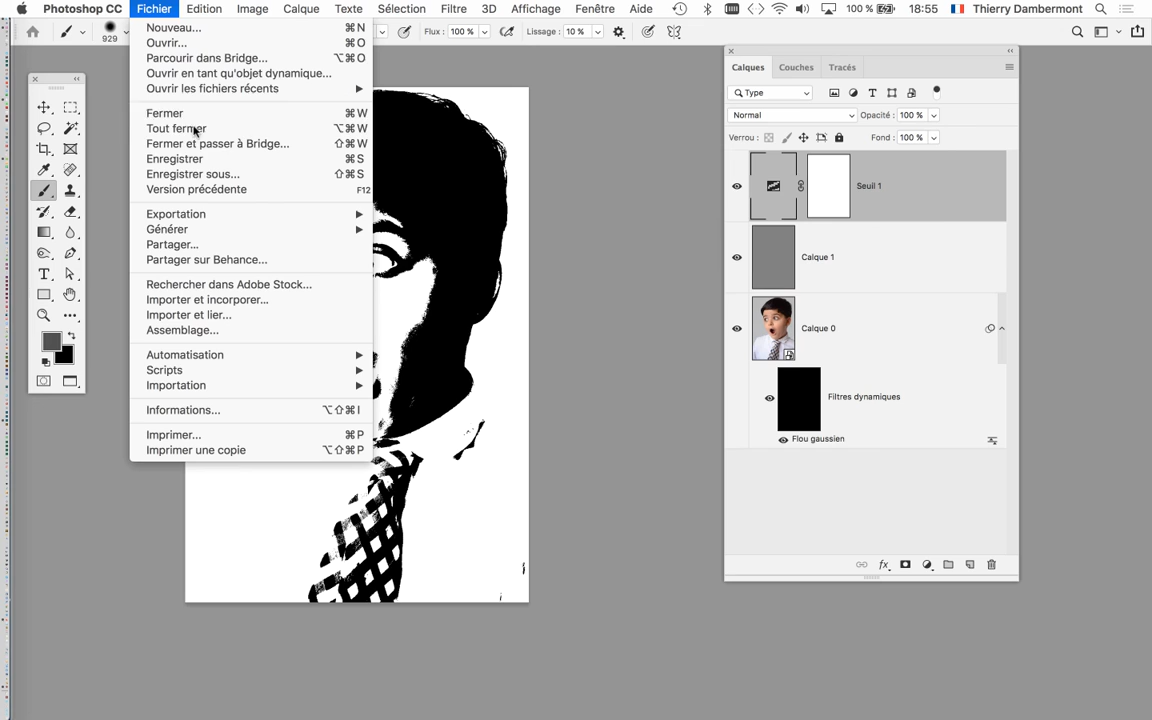 Photoshop CC Fichier Edition Image Calque Texte Sélection Filtre 3D Affichage Fenêtre Aide 100 % 18:55 Thierry Dambermont
929 Flux : 100 % Lissage : 10 %
Nouveau... ⌘N
Ouvrir... ⌘O
Parcourir dans Bridge... ⌥⌘O
Ouvrir en tant qu'objet dynamique...
Ouvrir les fichiers récents
Fermer ⌘W
Tout fermer ⌥⌘W
Fermer et passer à Bridge... ⇧⌘W
Enregistrer ⌘S
Enregistrer sous... ⇧⌘S
Version précédente F12
Exportation
Générer
Partager...
Partager sur Behance...
Rechercher dans Adobe Stock...
Importer et incorporer...
Importer et lier...
Assemblage...
Automatisation
Scripts
Importation
Informations... ⌥⇧⌘I
Imprimer... ⌘P
Imprimer une copie ⌥⇧⌘P
Calques Couches Tracés
Type
Normal Opacité : 100 %
Verrou : Fond : 100 %
Seuil 1
Calque 1
Calque 0
Filtres dynamiques
Flou gaussien